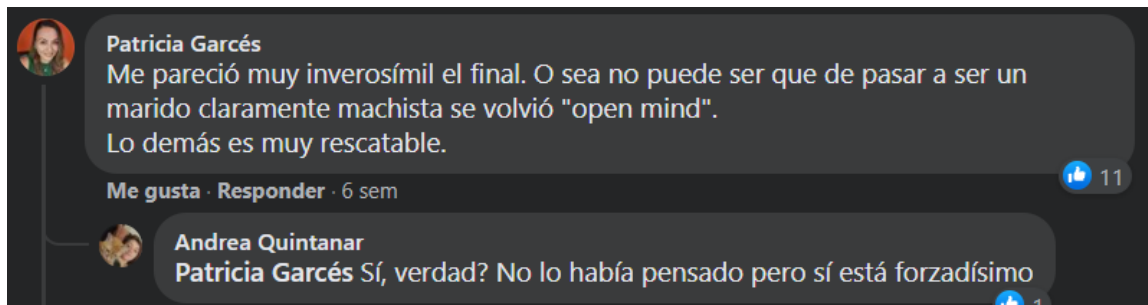 Patricia Garcés
Me pareció muy inverosímil el final. O sea no puede ser que de pasar a ser un
marido claramente machista se volvió "open mind".
Lo demás es muy rescatable.
11
Me gusta · Responder · 6 sem
Andrea Quintanar
Patricia Garcés Sí, verdad? No lo había pensado pero sí está forzadísimo
1